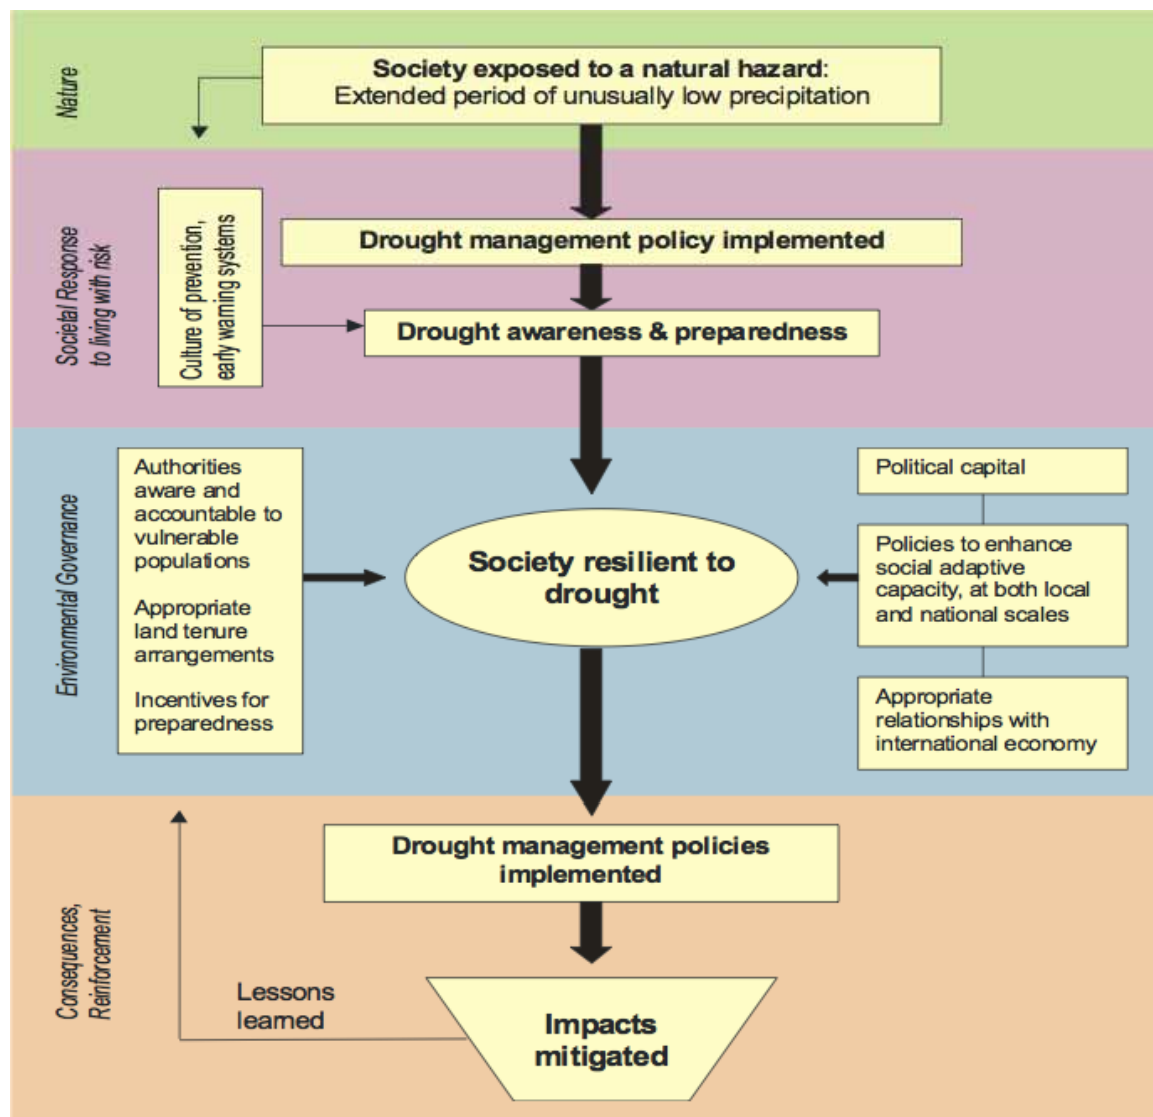 Nature
Society exposed to a natural hazard:
Extended period of unusually low precipitation
Societal Response
to living with risk
Culture of prevention,
early warning systems
Drought management policy implemented
Drought awareness & preparedness
Environmental Governance
Authorities
aware and
accountable to
vulnerable
populations
Appropriate
land tenure
arrangements
Incentives for
preparedness
Society resilient to
drought
Political capital
Policies to enhance
social adaptive
capacity, at both local
and national scales
Appropriate
relationships with
international economy
Consequences,
Reinforcement
Drought management policies
implemented
Lessons
learned
Impacts
mitigated